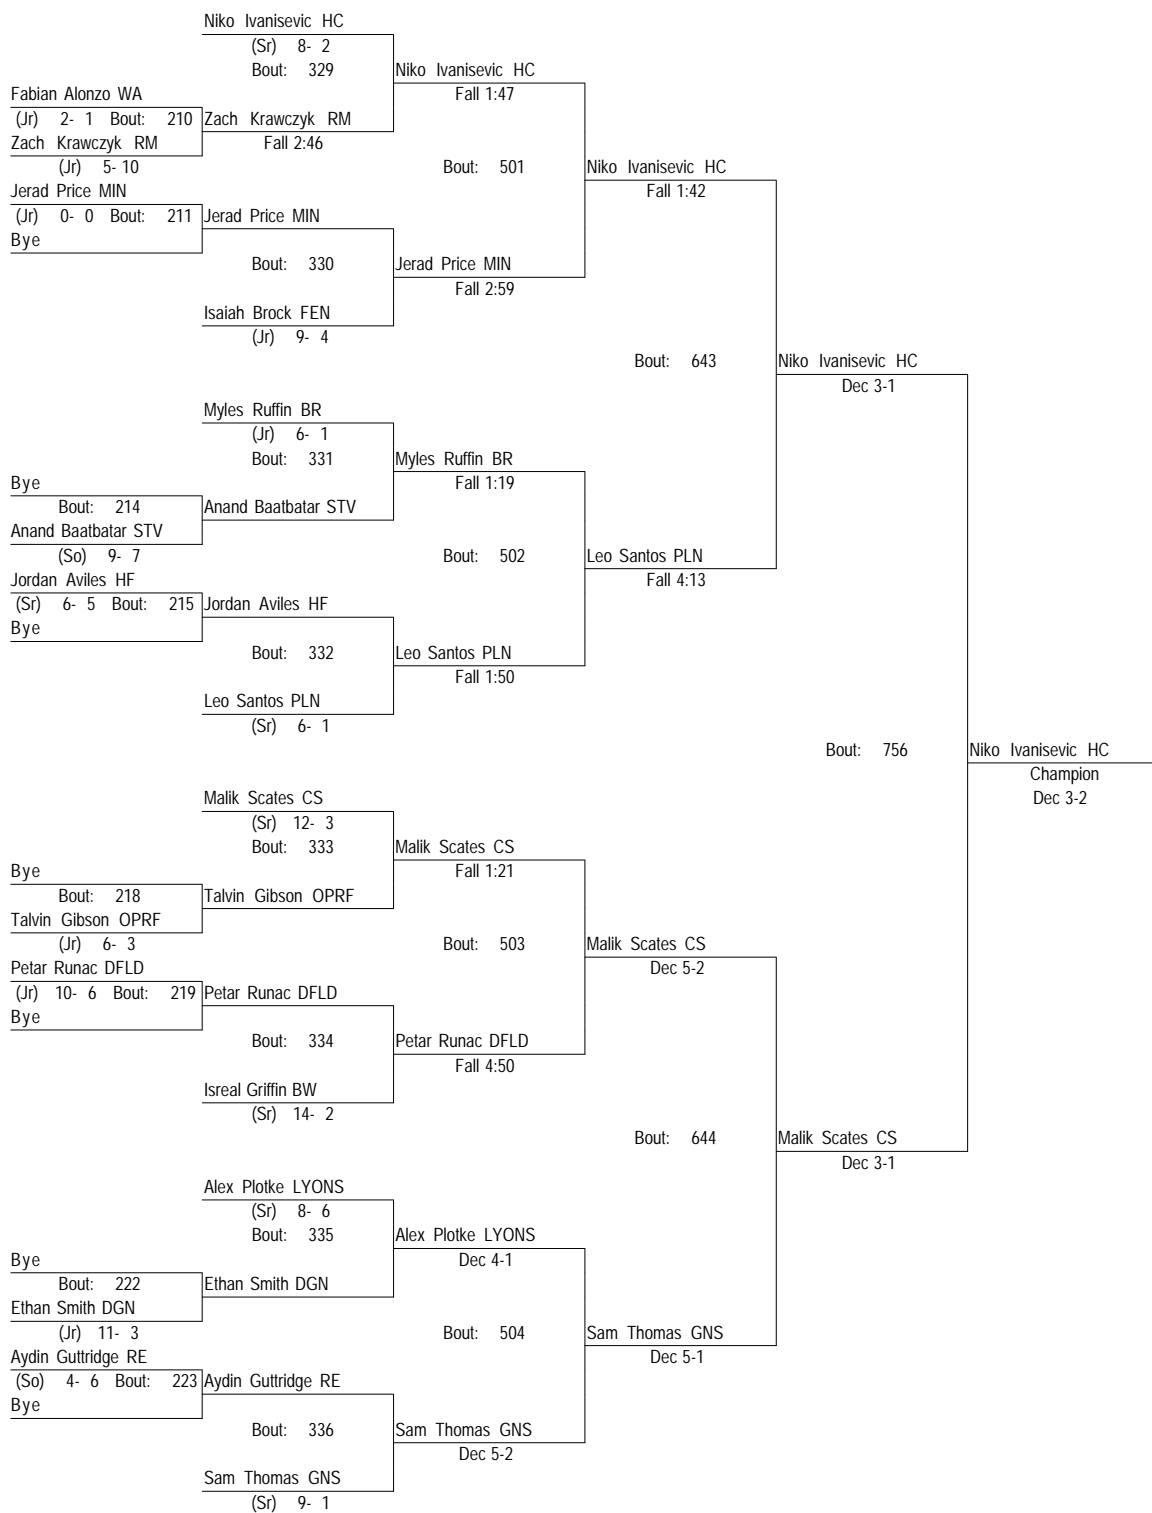 Niko Ivanisevic HC
(Sr) 8- 2
Bout: 329 Niko Ivanisevic HC
Fabian Alonzo WA Fall 1:47
(Jr) 2- 1 Bout: 210 Zach Krawczyk RM
Zach Krawczyk RM Fall 2:46
(Jr) 5- 10 Bout: 501 Niko Ivanisevic HC
Jerad Price MIN Fall 1:42
(Jr) 0- 0 Bout: 211 Jerad Price MIN
Bye
Bout: 330 Jerad Price MIN
Fall 2:59
Isaiah Brock FEN
(Jr) 9- 4
Bout: 643 Niko Ivanisevic HC
Dec 3-1
Myles Ruffin BR
(Jr) 6- 1
Bout: 331 Myles Ruffin BR
Bye Fall 1:19
Bout: 214 Anand Baatbatar STV
Anand Baatbatar STV
(So) 9- 7 Bout: 502 Leo Santos PLN
Jordan Aviles HF Fall 4:13
(Sr) 6- 5 Bout: 215 Jordan Aviles HF
Bye
Bout: 332 Leo Santos PLN
Fall 1:50
Leo Santos PLN
(Sr) 6- 1
Bout: 756 Niko Ivanisevic HC
Champion
Malik Scates CS Dec 3-2
(Sr) 12- 3
Bout: 333 Malik Scates CS
Bye Fall 1:21
Bout: 218 Talvin Gibson OPRF
Talvin Gibson OPRF
(Jr) 6- 3 Bout: 503 Malik Scates CS
Petar Runac DFLD Dec 5-2
(Jr) 10- 6 Bout: 219 Petar Runac DFLD
Bye
Bout: 334 Petar Runac DFLD
Fall 4:50
Isreal Griffin BW
(Sr) 14- 2
Bout: 644 Malik Scates CS
Dec 3-1
Alex Plotke LYONS
(Sr) 8- 6
Bout: 335 Alex Plotke LYONS
Bye Dec 4-1
Bout: 222 Ethan Smith DGN
Ethan Smith DGN
(Jr) 11- 3 Bout: 504 Sam Thomas GNS
Aydin Guttridge RE Dec 5-1
(So) 4- 6 Bout: 223 Aydin Guttridge RE
Bye
Bout: 336 Sam Thomas GNS
Dec 5-2
Sam Thomas GNS
(Sr) 9- 1